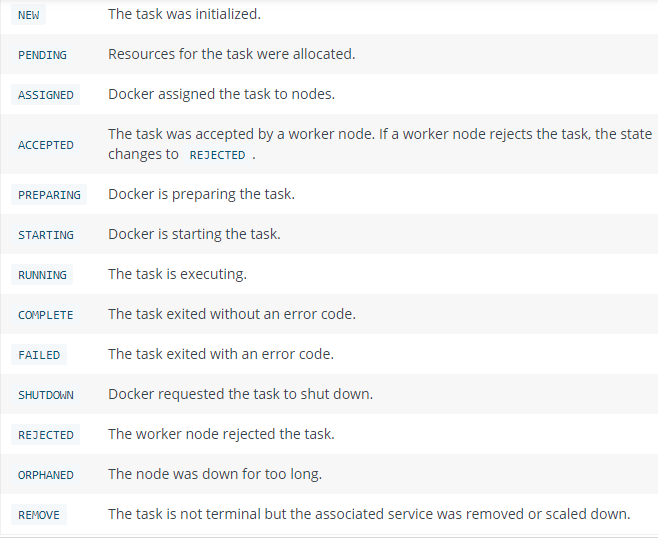 NEW The task was initialized.
PENDING Resources for the task were allocated.
ASSIGNED Docker assigned the task to nodes.
ACCEPTED The task was accepted by a worker node. If a worker node rejects the task, the state
changes to REJECTED .
PREPARING Docker is preparing the task.
STARTING Docker is starting the task.
RUNNING The task is executing.
COMPLETE The task exited without an error code.
FAILED The task exited with an error code.
SHUTDOWN Docker requested the task to shut down.
REJECTED The worker node rejected the task.
ORPHANED The node was down for too long.
REMOVE The task is not terminal but the associated service was removed or scaled down.